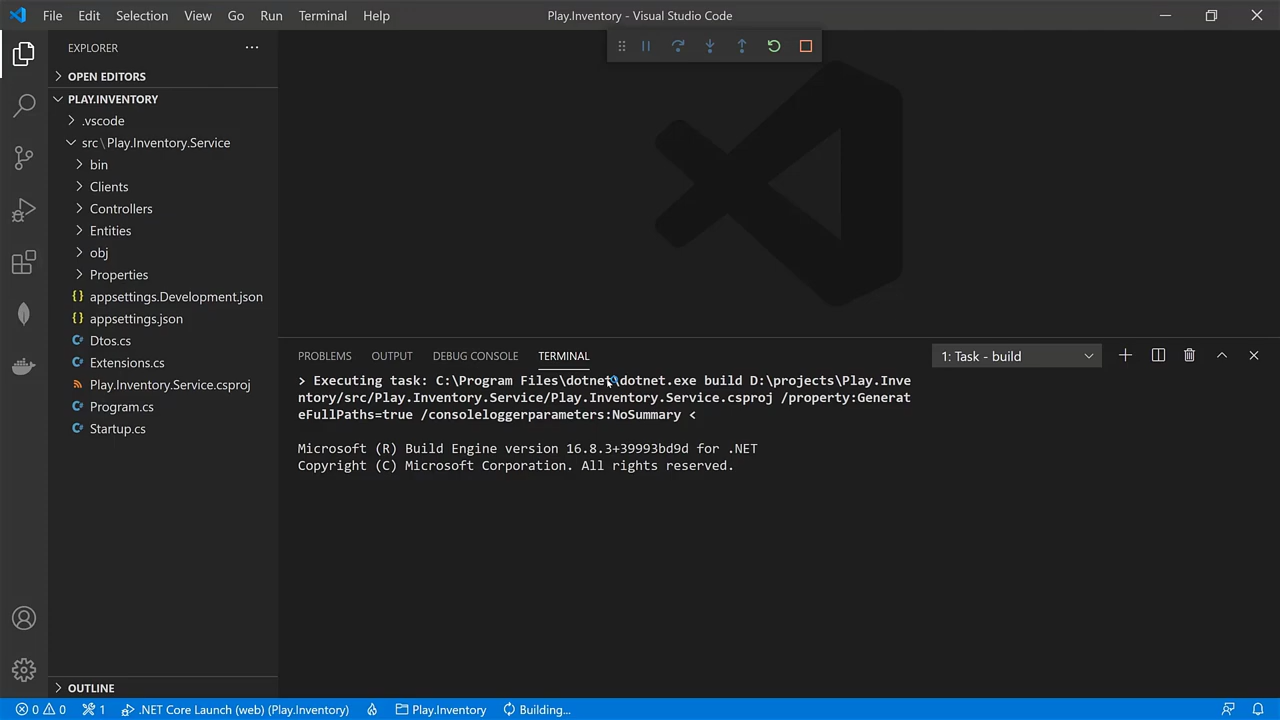 File Edit Selection View Go Run Terminal Help
Play.Inventory - Visual Studio Code
EXPLORER
OPEN EDITORS
PLAY.INVENTORY
.vscode
src\Play.Inventory.Service
bin
Clients
Controllers
Entities
obj
Properties
{} appsettings.Development.json
{} appsettings.json
C# Dtos.cs
C# Extensions.cs
Play.Inventory.Service.csproj
C# Program.cs
C# Startup.cs
OUTLINE
PROBLEMS OUTPUT DEBUG CONSOLE TERMINAL
1: Task - build
> Executing task: C:\Program Files\dotnet\dotnet.exe build D:\projects\Play.Inve
ntory/src/Play.Inventory.Service/Play.Inventory.Service.csproj /property:Generat
eFullPaths=true /consoleloggerparameters:NoSummary <
Microsoft (R) Build Engine version 16.8.3+39993bd9d for .NET
Copyright (C) Microsoft Corporation. All rights reserved.
0 0 1 .NET Core Launch (web) (Play.Inventory) Play.Inventory Building...